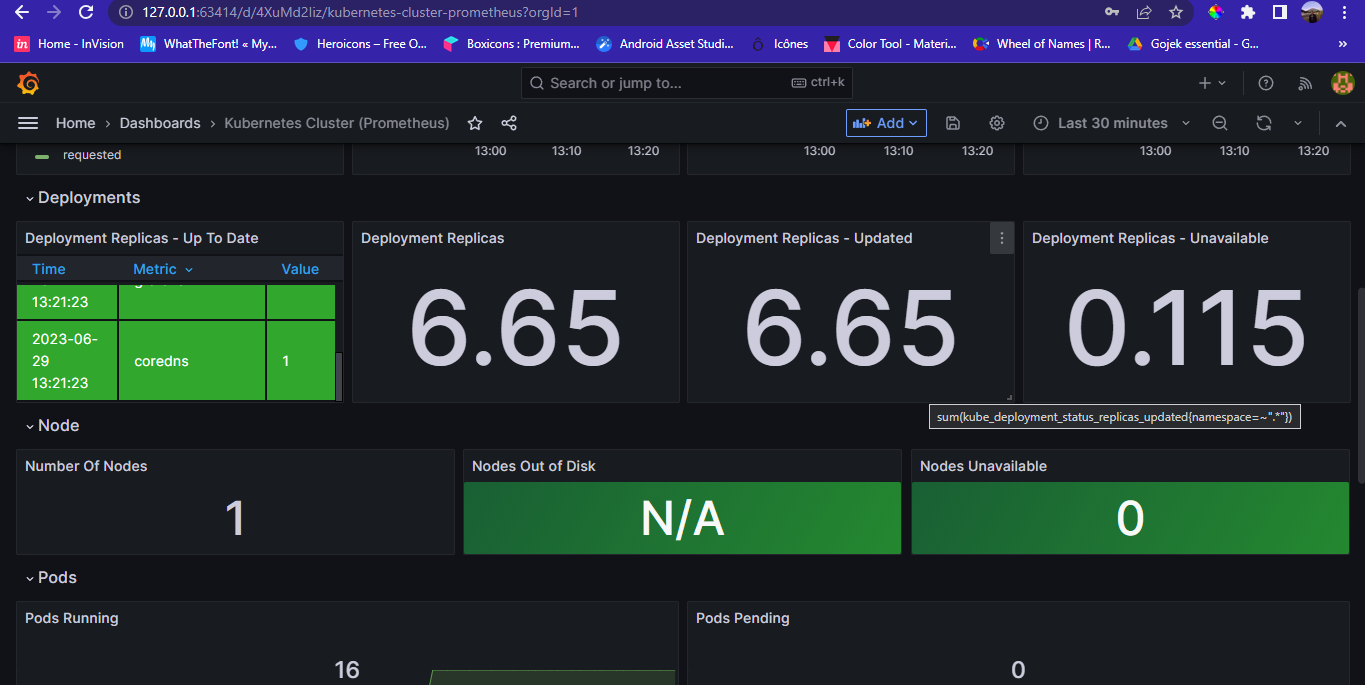 127.0.0.1:63414/d/4XuMd2Iiz/kubernetes-cluster-prometheus?orgId=1
Home - InVision
WhatTheFont! « My...
Heroicons – Free O...
Boxicons : Premium...
Android Asset Studi...
Icônes
Color Tool - Materi...
Wheel of Names | R...
Gojek essential - G...
»
Search or jump to...
ctrl+k
Home › Dashboards › Kubernetes Cluster (Prometheus)
Add
Last 30 minutes
requested
13:00 13:10 13:20
13:00 13:10 13:20
13:00 13:10 13:20
Deployments
Deployment Replicas - Up To Date
Time Metric Value
13:21:23
2023-06-
29
13:21:23
coredns
1
Deployment Replicas
6.65
Deployment Replicas - Updated
6.65
Deployment Replicas - Unavailable
0.115
sum(kube_deployment_status_replicas_updated{namespace=~".*"})
Node
Number Of Nodes
1
Nodes Out of Disk
N/A
Nodes Unavailable
0
Pods
Pods Running
16
Pods Pending
0